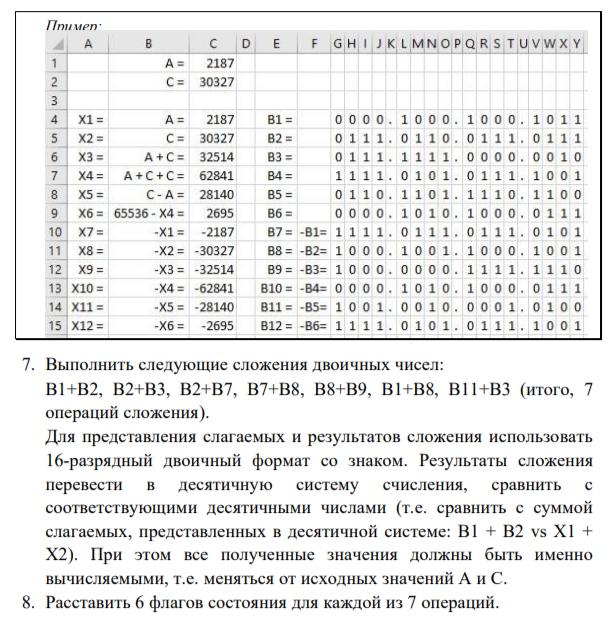 Пример:
A B C D E F G H I J K L M N O P Q R S T U V W X Y
1 A = 2187
2 C = 30327
3
4 X1 = A = 2187 B1 = 0 0 0 0 . 1 0 0 0 . 1 0 0 0 . 1 0 1 1
5 X2 = C = 30327 B2 = 0 1 1 1 . 0 1 1 0 . 0 1 1 1 . 0 1 1 1
6 X3 = A + C = 32514 B3 = 0 1 1 1 . 1 1 1 1 . 0 0 0 0 . 0 0 1 0
7 X4 = A + C + C = 62841 B4 = 1 1 1 1 . 0 1 0 1 . 0 1 1 1 . 1 0 0 1
8 X5 = C - A = 28140 B5 = 0 1 1 0 . 1 1 0 1 . 1 1 1 0 . 1 1 0 0
9 X6 = 65536 - X4 = 2695 B6 = 0 0 0 0 . 1 0 1 0 . 1 0 0 0 . 0 1 1 1
10 X7 = -X1 = -2187 B7 = -B1= 1 1 1 1 . 0 1 1 1 . 0 1 1 1 . 0 1 0 1
11 X8 = -X2 = -30327 B8 = -B2= 1 0 0 0 . 1 0 0 1 . 1 0 0 0 . 1 0 0 1
12 X9 = -X3 = -32514 B9 = -B3= 1 0 0 0 . 0 0 0 0 . 1 1 1 1 . 1 1 1 0
13 X10 = -X4 = -62841 B10 = -B4= 0 0 0 0 . 1 0 1 0 . 1 0 0 0 . 0 1 1 1
14 X11 = -X5 = -28140 B11 = -B5= 1 0 0 1 . 0 0 1 0 . 0 0 0 1 . 0 1 0 0
15 X12 = -X6 = -2695 B12 = -B6= 1 1 1 1 . 0 1 0 1 . 0 1 1 1 . 1 0 0 1
7. Выполнить следующие сложения двоичных чисел:
B1+B2, B2+B3, B2+B7, B7+B8, B8+B9, B1+B8, B11+B3 (итого, 7
операций сложения).
Для представления слагаемых и результатов сложения использовать
16-разрядный двоичный формат со знаком. Результаты сложения
перевести в десятичную систему счисления, сравнить с
соответствующими десятичными числами (т.е. сравнить с суммой
слагаемых, представленных в десятичной системе: B1 + B2 vs X1 +
X2). При этом все полученные значения должны быть именно
вычисляемыми, т.е. меняться от исходных значений A и C.
8. Расставить 6 флагов состояния для каждой из 7 операций.